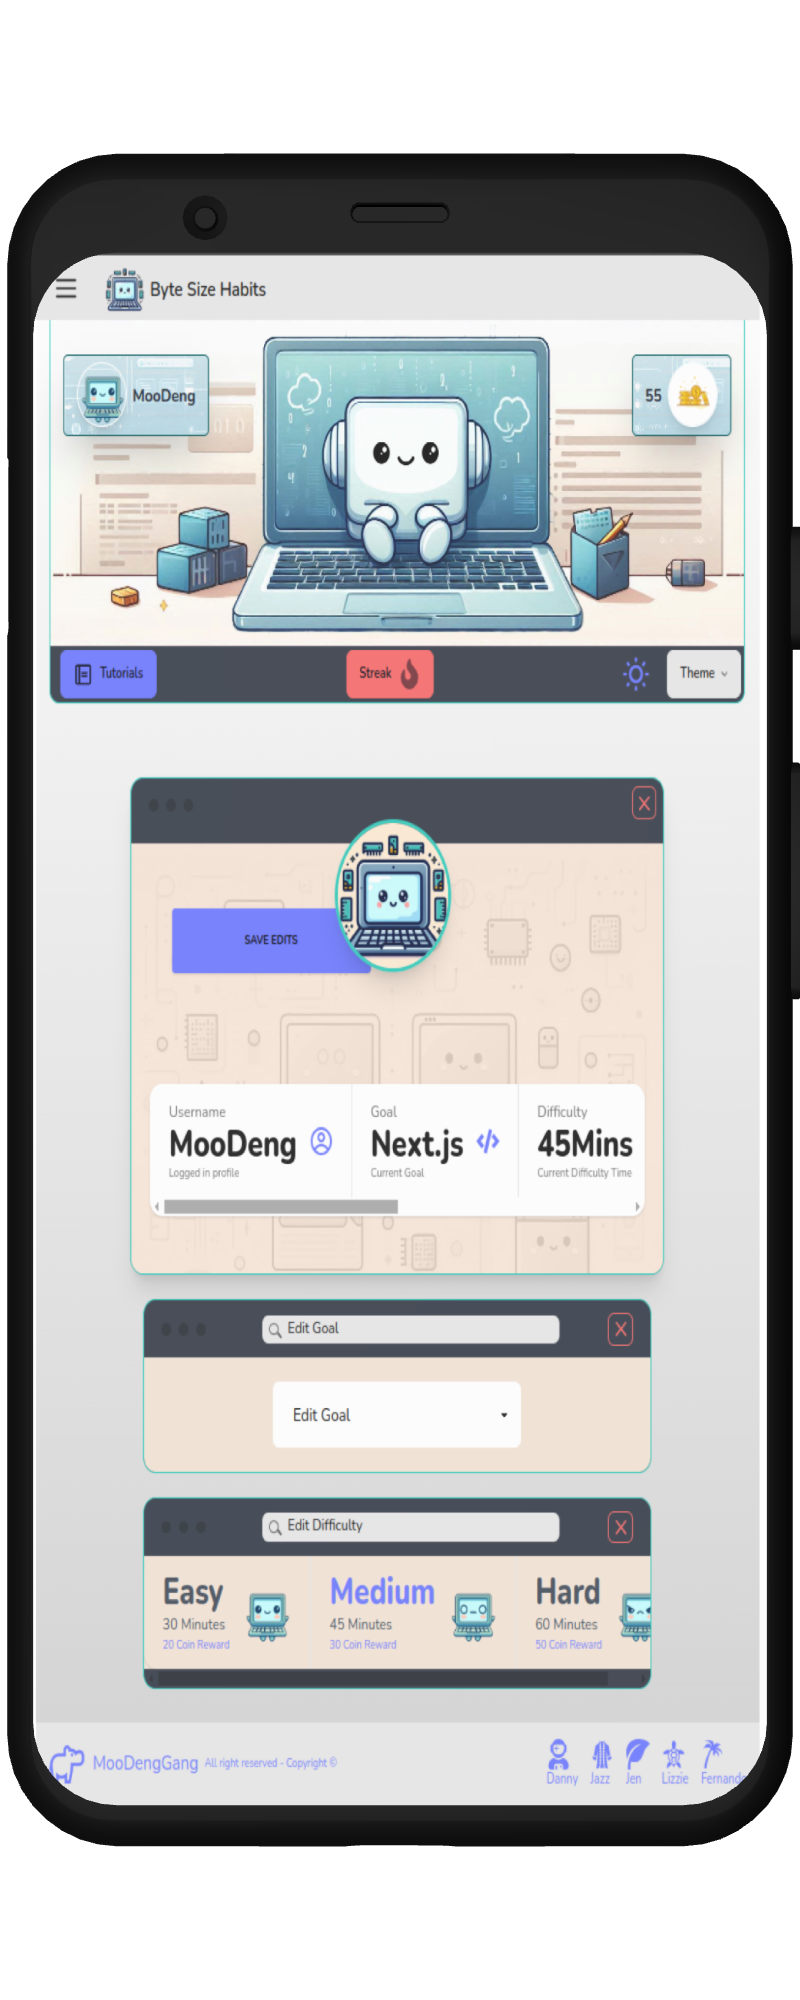 Byte Size Habits
MooDeng
55
Tutorials
Streak
Theme
X
SAVE EDITS
Username
MooDeng
Logged in profile
Goal
Next.js
Current Goal
Difficulty
45Mins
Current Difficulty Time
Edit Goal
X
Edit Goal
Edit Difficulty
X
Easy
30 Minutes
20 Coin Reward
Medium
45 Minutes
30 Coin Reward
Hard
60 Minutes
50 Coin Reward
MooDengGang All right reserved - Copyright ©
Danny Jazz Jen Lizzie Fernando